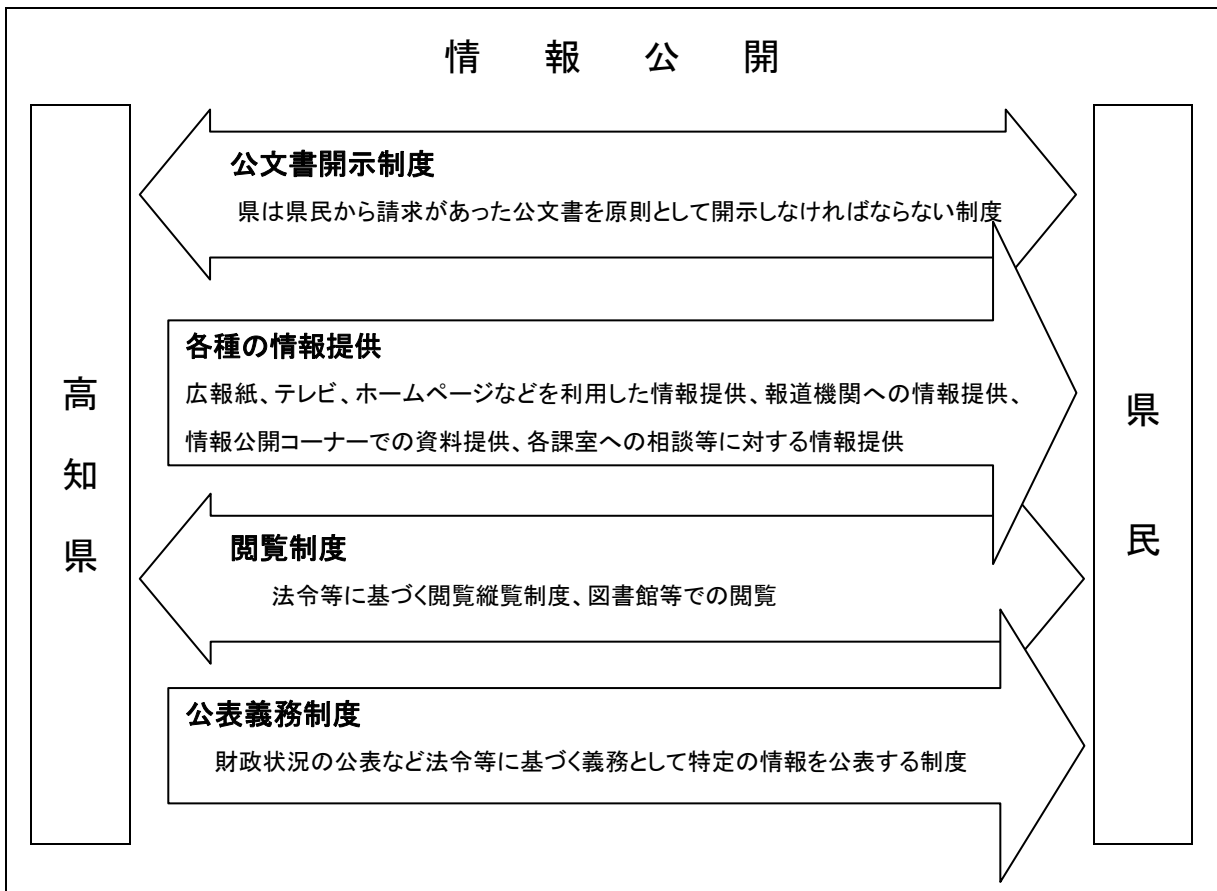 情報公開
高知県
公文書開示制度
県は県民から請求があった公文書を原則として開示しなければならない制度
各種の情報提供
広報紙、テレビ、ホームページなどを利用した情報提供、報道機関への情報提供、
情報公開コーナーでの資料提供、各課室への相談等に対する情報提供
閲覧制度
法令等に基づく閲覧縦覧制度、図書館等での閲覧
公表義務制度
財政状況の公表など法令等に基づく義務として特定の情報を公表する制度
県民